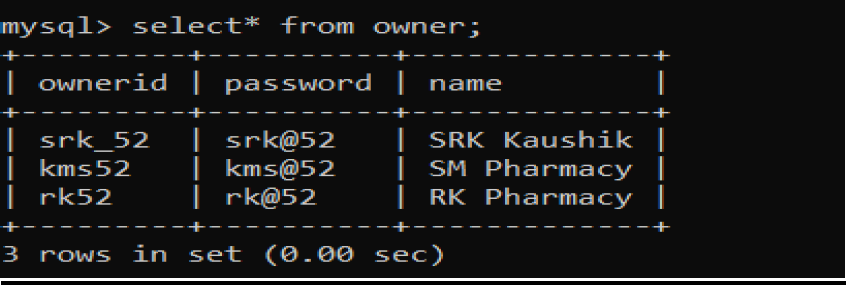 mysql> select* from owner;
+---------+----------+-------------+
| ownerid | password | name        |
+---------+----------+-------------+
| srk_52  | srk@52   | SRK Kaushik |
| kms52   | kms@52   | SM Pharmacy |
| rk52    | rk@52    | RK Pharmacy |
+---------+----------+-------------+
3 rows in set (0.00 sec)